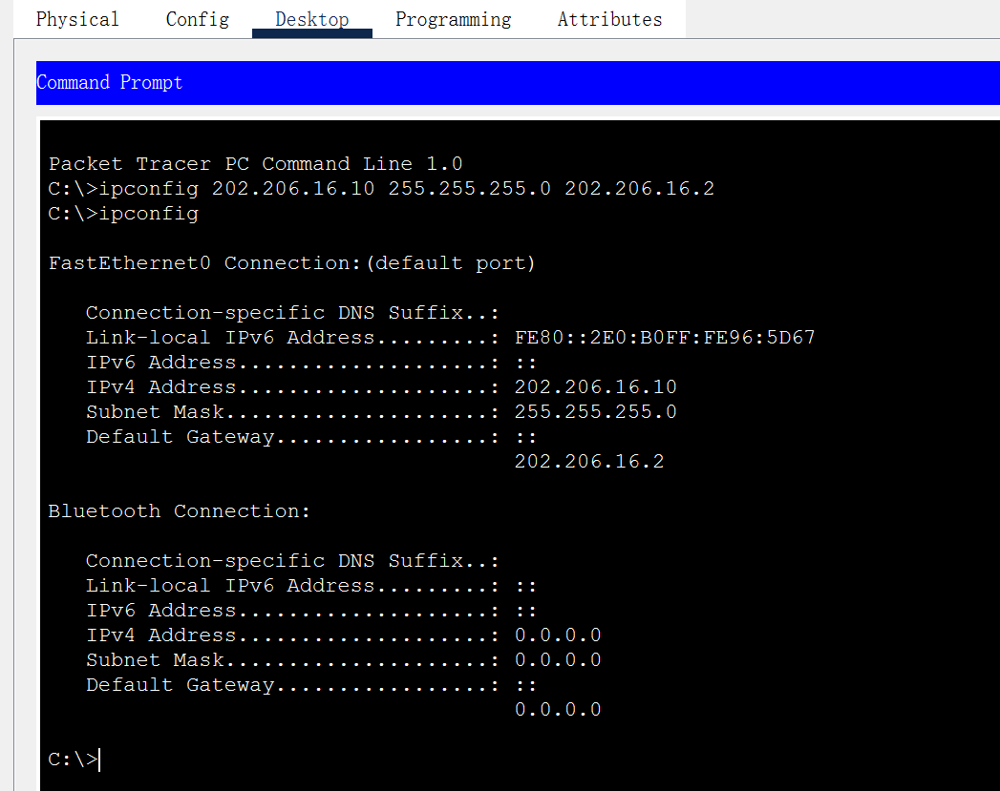 Physical Config Desktop Programming Attributes
Command Prompt
Packet Tracer PC Command Line 1.0
C:\>ipconfig 202.206.16.10 255.255.255.0 202.206.16.2
C:\>ipconfig
FastEthernet0 Connection:(default port)
Connection-specific DNS Suffix..:
Link-local IPv6 Address.........: FE80::2E0:B0FF:FE96:5D67
IPv6 Address....................: ::
IPv4 Address....................: 202.206.16.10
Subnet Mask.....................: 255.255.255.0
Default Gateway.................: ::
202.206.16.2
Bluetooth Connection:
Connection-specific DNS Suffix..:
Link-local IPv6 Address.........: ::
IPv6 Address....................: ::
IPv4 Address....................: 0.0.0.0
Subnet Mask.....................: 0.0.0.0
Default Gateway.................: ::
0.0.0.0
C:\>